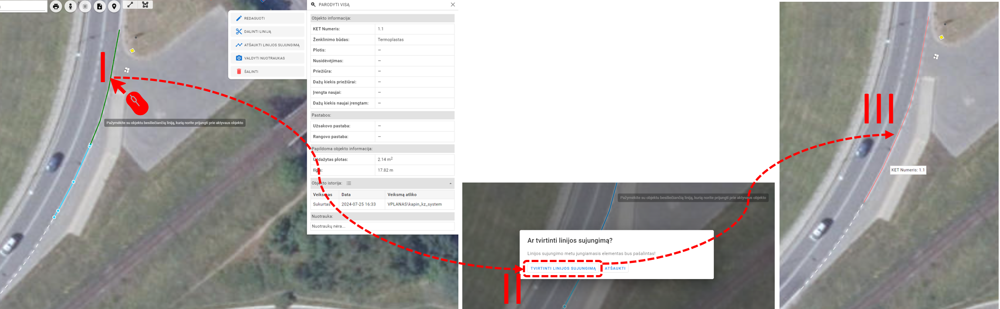 PARODYTI VISĄ
REDAGUOTI
DALINTI LINIJĄ
ATŠAUKTI LINIJOS SUJUNGIMĄ
VALDYTI NUOTRAUKAS
ŠALINTI
Objekto informacija:
KET Numeris: 1.1
Ženklinimo būdas: Termoplastas
Plotis: –
Nusidėvėjimas: –
Priežiūra: –
Dažų kiekis priežiūrai: –
Įrengta naujai: –
Dažų kiekis naujai įrengtam: –
Pastabos:
Užsakovo pastaba: –
Rangovo pastaba: –
Papildoma objekto informacija:
Uždažytas plotas: 2.14 m²
Ilgis: 17.82 m
Objekto istorija:
Veiksmas Data Veiksmą atliko
Sukurtas 2024-07-25 16:33 VPLANAS\kapin_kz_system
Nuotrauka:
Nuotraukų nėra...
I
Pažymėkite su objektu besiliečiančią liniją, kurią norite prijungti prie aktyvaus objekto
Pažymėkite su objektu besiliečiančią liniją, kurią norite prijungti prie aktyvaus objekto
Ar tvirtinti linijos sujungimą?
Linijos sujungimo metu jungiamasis elementas bus pašalintas!
TVIRTINTI LINIJOS SUJUNGIMĄ ATŠAUKTI
II
III
KET Numeris: 1.1